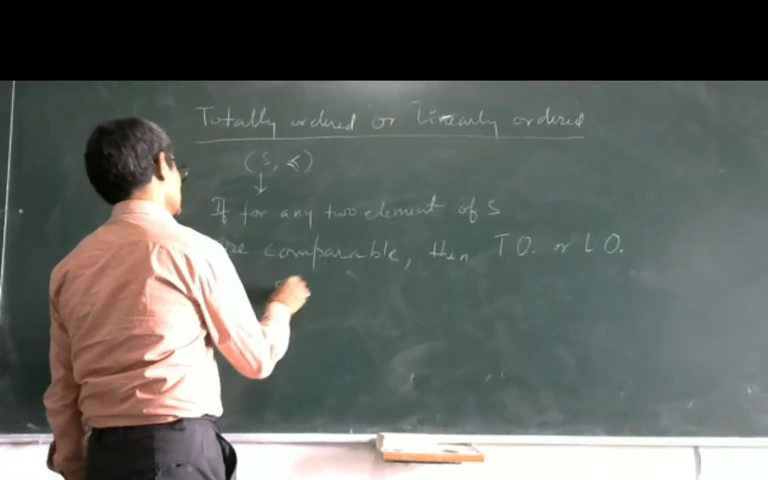 Totally ordered or Linearly ordered
(S, ≼)
↓
If for any two element of S
are comparable, then T O. or L O.